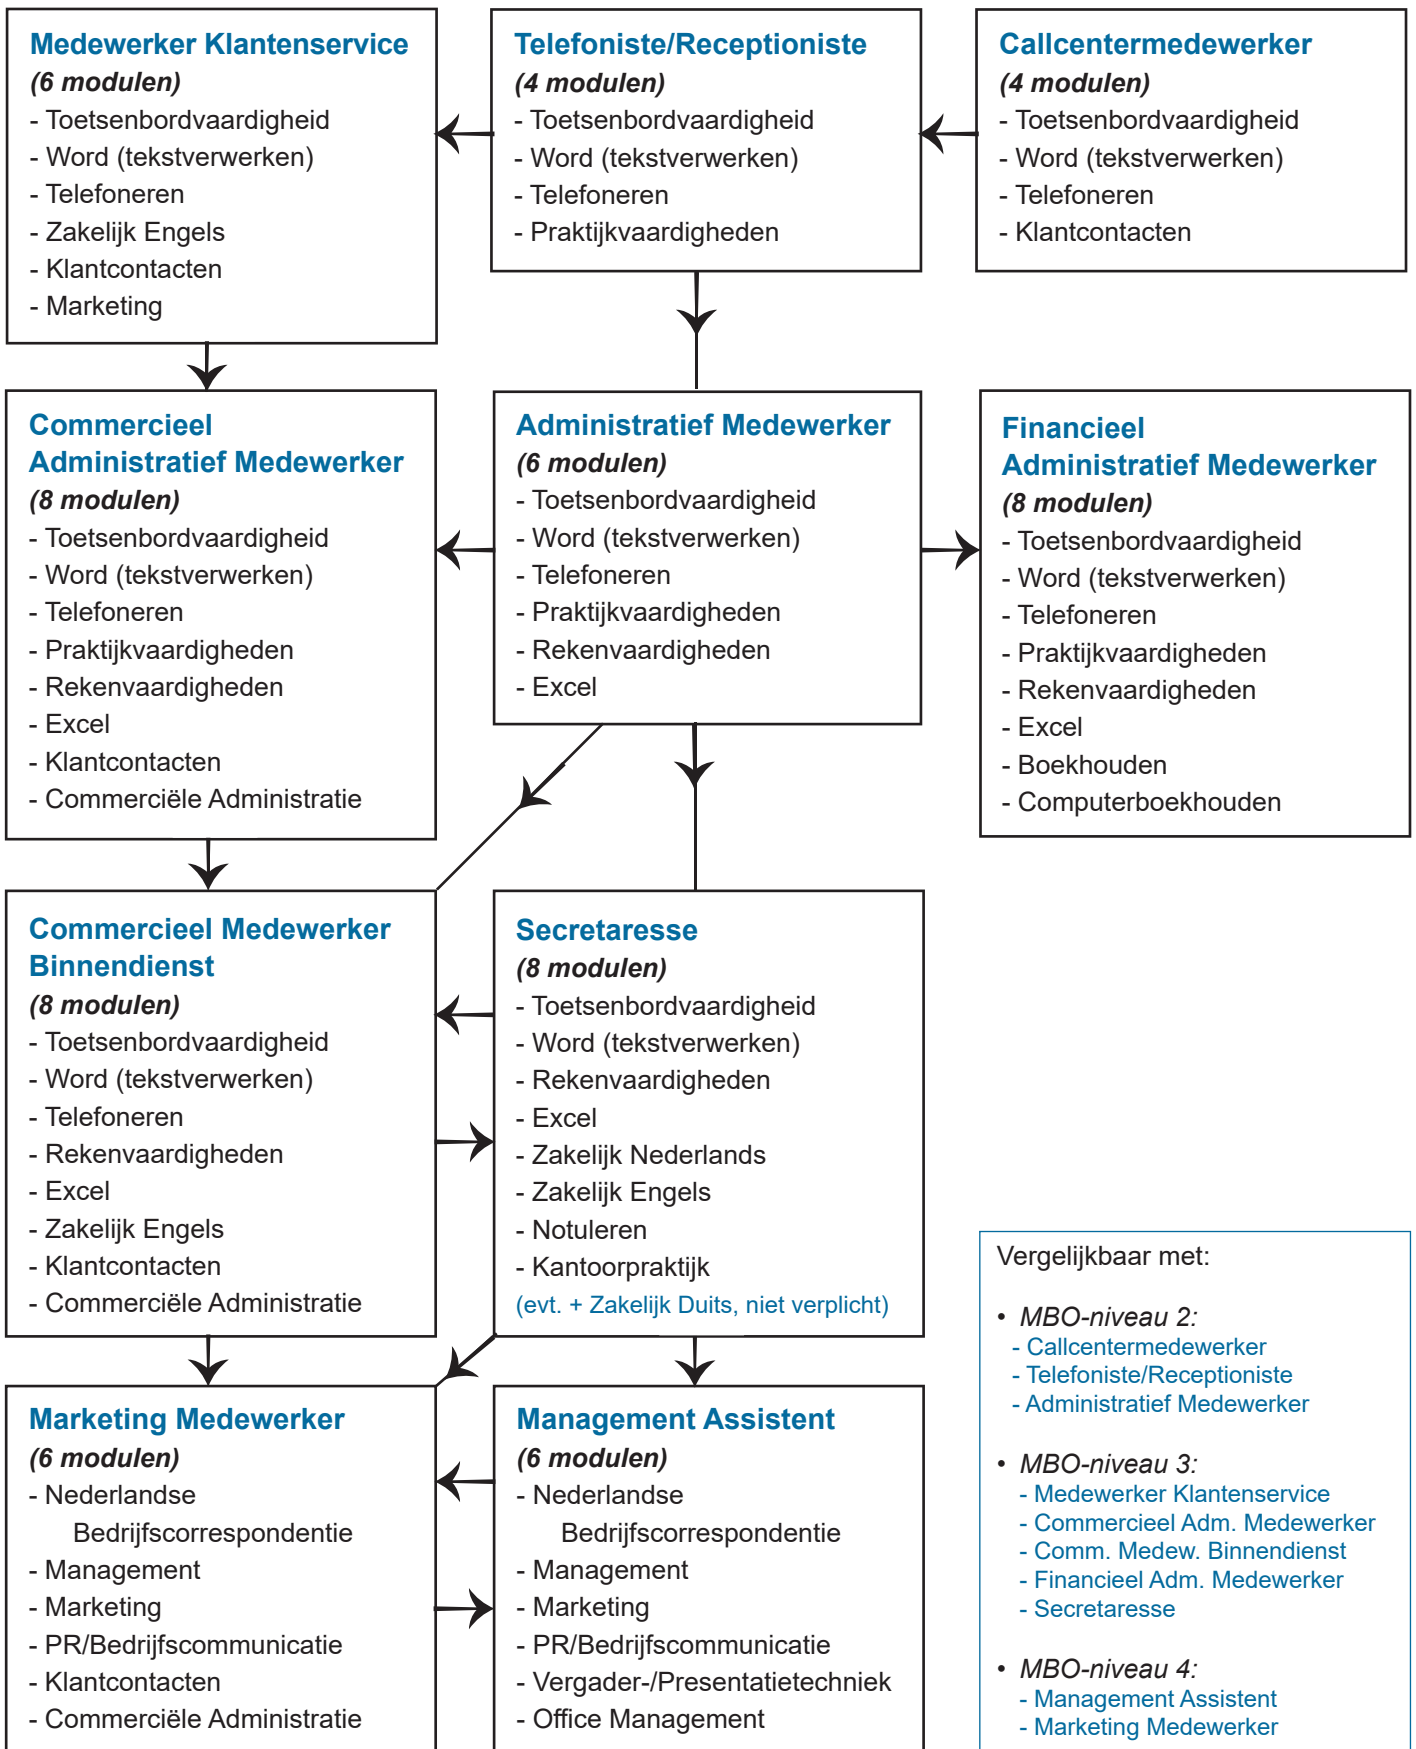 Medewerker Klantenservice
(6 modulen)
- Toetsenbordvaardigheid
- Word (tekstverwerken)
- Telefoneren
- Zakelijk Engels
- Klantcontacten
- Marketing
Telefoniste/Receptioniste
(4 modulen)
- Toetsenbordvaardigheid
- Word (tekstverwerken)
- Telefoneren
- Praktijkvaardigheden
Callcentermedewerker
(4 modulen)
- Toetsenbordvaardigheid
- Word (tekstverwerken)
- Telefoneren
- Klantcontacten
Commercieel
Administratief Medewerker
(8 modulen)
- Toetsenbordvaardigheid
- Word (tekstverwerken)
- Telefoneren
- Praktijkvaardigheden
- Rekenvaardigheden
- Excel
- Klantcontacten
- Commerciële Administratie
Administratief Medewerker
(6 modulen)
- Toetsenbordvaardigheid
- Word (tekstverwerken)
- Telefoneren
- Praktijkvaardigheden
- Rekenvaardigheden
- Excel
Financieel
Administratief Medewerker
(8 modulen)
- Toetsenbordvaardigheid
- Word (tekstverwerken)
- Telefoneren
- Praktijkvaardigheden
- Rekenvaardigheden
- Excel
- Boekhouden
- Computerboekhouden
Commercieel Medewerker
Binnendienst
(8 modulen)
- Toetsenbordvaardigheid
- Word (tekstverwerken)
- Telefoneren
- Rekenvaardigheden
- Excel
- Zakelijk Engels
- Klantcontacten
- Commerciële Administratie
Secretaresse
(8 modulen)
- Toetsenbordvaardigheid
- Word (tekstverwerken)
- Rekenvaardigheden
- Excel
- Zakelijk Nederlands
- Zakelijk Engels
- Notuleren
- Kantoorpraktijk
(evt. + Zakelijk Duits, niet verplicht)
Marketing Medewerker
(6 modulen)
- Nederlandse
Bedrijfscorrespondentie
- Management
- Marketing
- PR/Bedrijfscommunicatie
- Klantcontacten
- Commerciële Administratie
Management Assistent
(6 modulen)
- Nederlandse
Bedrijfscorrespondentie
- Management
- Marketing
- PR/Bedrijfscommunicatie
- Vergader-/Presentatietechniek
- Office Management
Vergelijkbaar met:
• MBO-niveau 2:
- Callcentermedewerker
- Telefoniste/Receptioniste
- Administratief Medewerker
• MBO-niveau 3:
- Medewerker Klantenservice
- Commercieel Adm. Medewerker
- Comm. Medew. Binnendienst
- Financieel Adm. Medewerker
- Secretaresse
• MBO-niveau 4:
- Management Assistent
- Marketing Medewerker